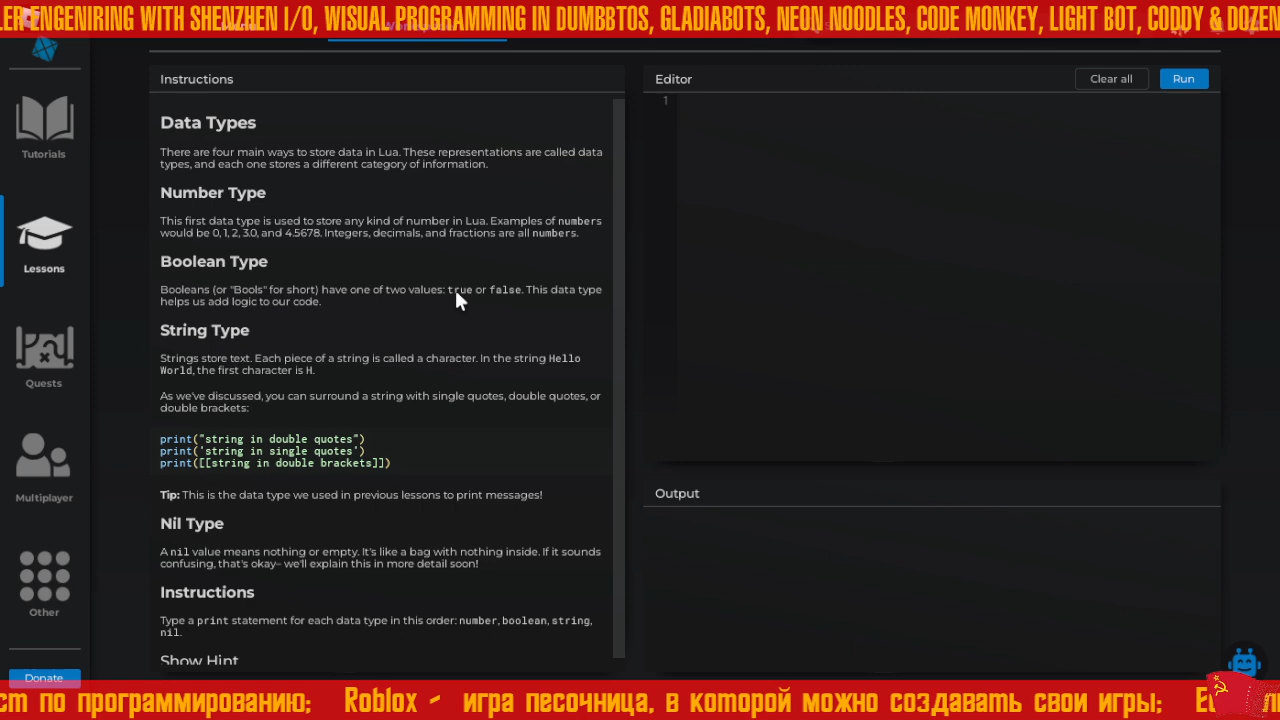 LER ENGENIRING WITH SHENZHEN I/O, WISUAL PROGRAMMING IN DUMBBTOS, GLADIABOTS, NEON NOODLES, CODE MONKEY, LIGHT BOT, CODDY & DOZEN
Tutorials
Lessons
Quests
Multiplayer
Other
Donate
Instructions
Data Types
There are four main ways to store data in Lua. These representations are called data
types, and each one stores a different category of information.
Number Type
This first data type is used to store any kind of number in Lua. Examples of numbers
would be 0, 1, 2, 3.0, and 4.5678. Integers, decimals, and fractions are all numbers.
Boolean Type
Booleans (or "Bools" for short) have one of two values: true or false. This data type
helps us add logic to our code.
String Type
Strings store text. Each piece of a string is called a character. In the string Hello
World, the first character is H.
As we've discussed, you can surround a string with single quotes, double quotes, or
double brackets:
print("string in double quotes")
print('string in single quotes')
print([[string in double brackets]])
Tip: This is the data type we used in previous lessons to print messages!
Nil Type
A nil value means nothing or empty. It's like a bag with nothing inside. If it sounds
confusing, that's okay- we'll explain this in more detail soon!
Instructions
Type a print statement for each data type in this order: number, boolean, string,
nil.
Show Hint
Editor
Clear all
Run
1
Output
ст по программированию; Roblox - игра песочница, в которой можно создавать свои игры;